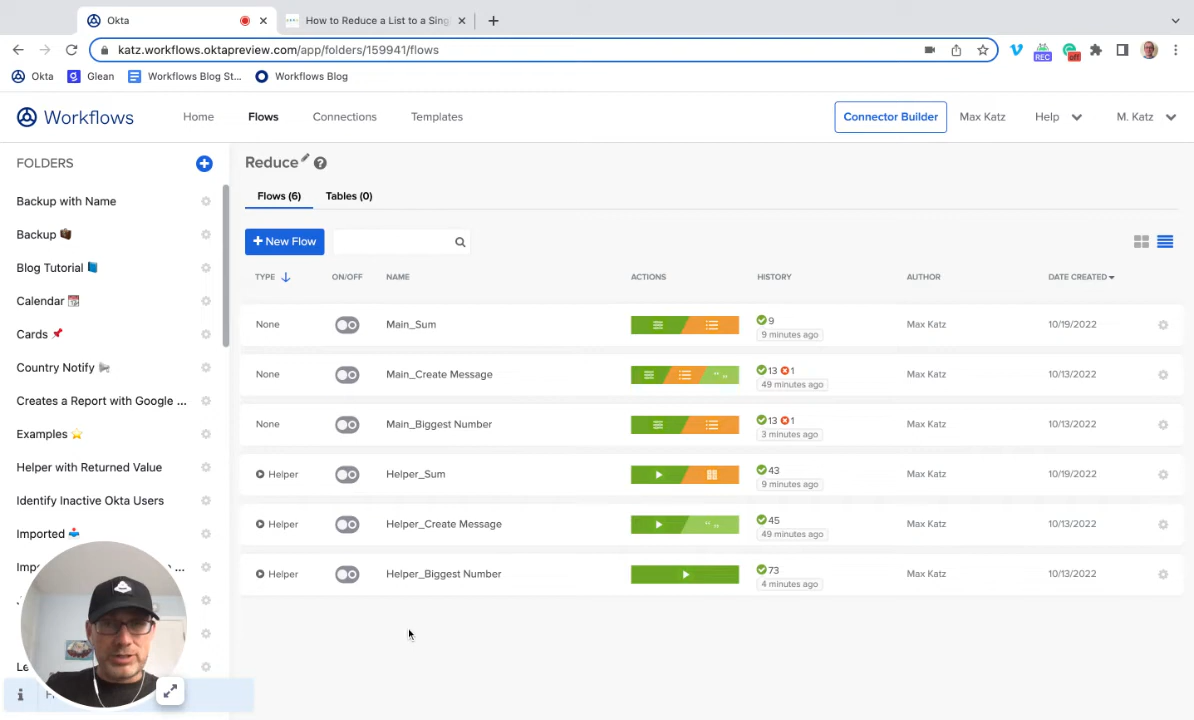 Okta
How to Reduce a List to a Sing
katz.workflows.oktapreview.com/app/folders/159941/flows
REC
off
Okta
Glean
Workflows Blog St...
Workflows Blog
Workflows
Home
Flows
Connections
Templates
Connector Builder
Max Katz
Help
M. Katz
FOLDERS
Backup with Name
Backup
Blog Tutorial
Calendar
Cards
Country Notify
Creates a Report with Google ...
Examples
Helper with Returned Value
Identify Inactive Okta Users
Imported
...
Le
Reduce
Flows (6)
Tables (0)
+ New Flow
TYPE ON/OFF NAME ACTIONS HISTORY AUTHOR DATE CREATED
None Main_Sum 9 Max Katz 10/19/2022
9 minutes ago
None Main_Create Message 13 1 Max Katz 10/13/2022
49 minutes ago
None Main_Biggest Number 13 1 Max Katz 10/13/2022
3 minutes ago
Helper Helper_Sum 43 Max Katz 10/19/2022
9 minutes ago
Helper Helper_Create Message 45 Max Katz 10/13/2022
49 minutes ago
Helper Helper_Biggest Number 73 Max Katz 10/13/2022
4 minutes ago